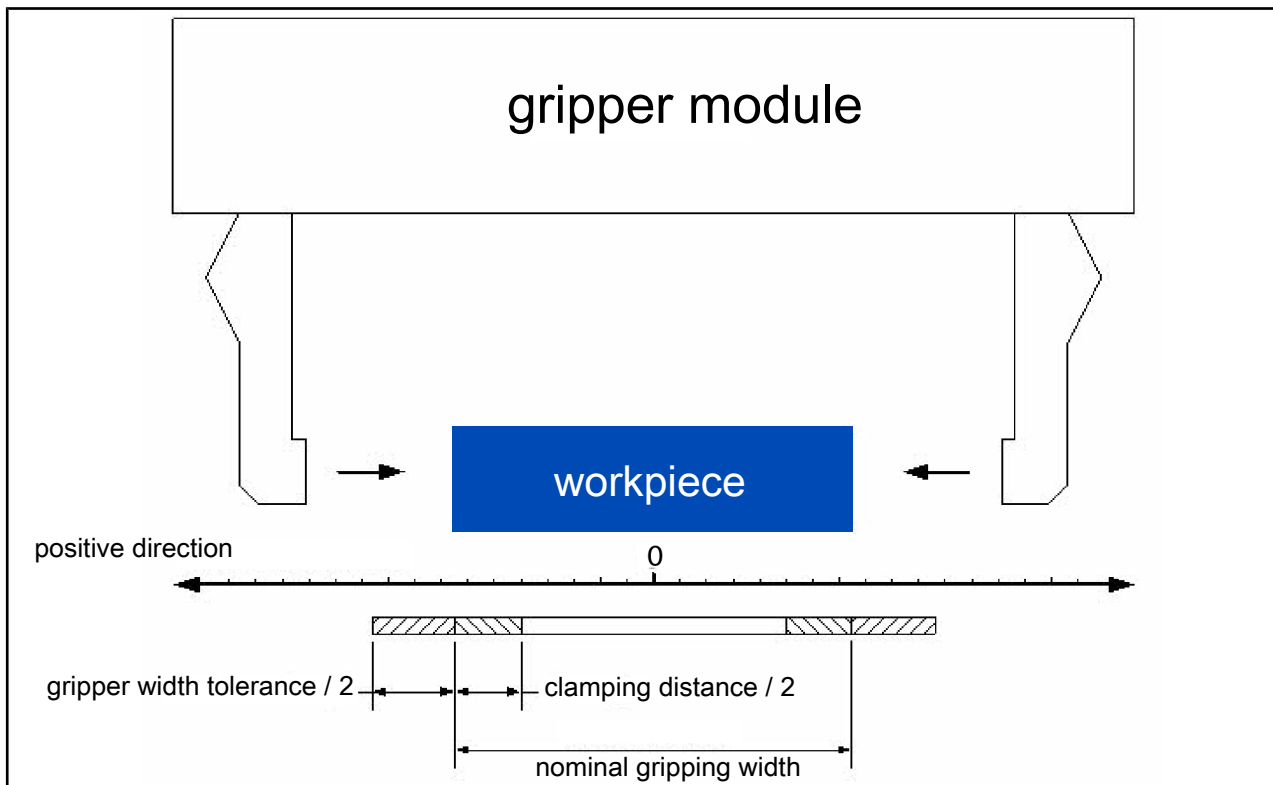 gripper module
workpiece
positive direction
0
gripper width tolerance / 2
clamping distance / 2
nominal gripping width